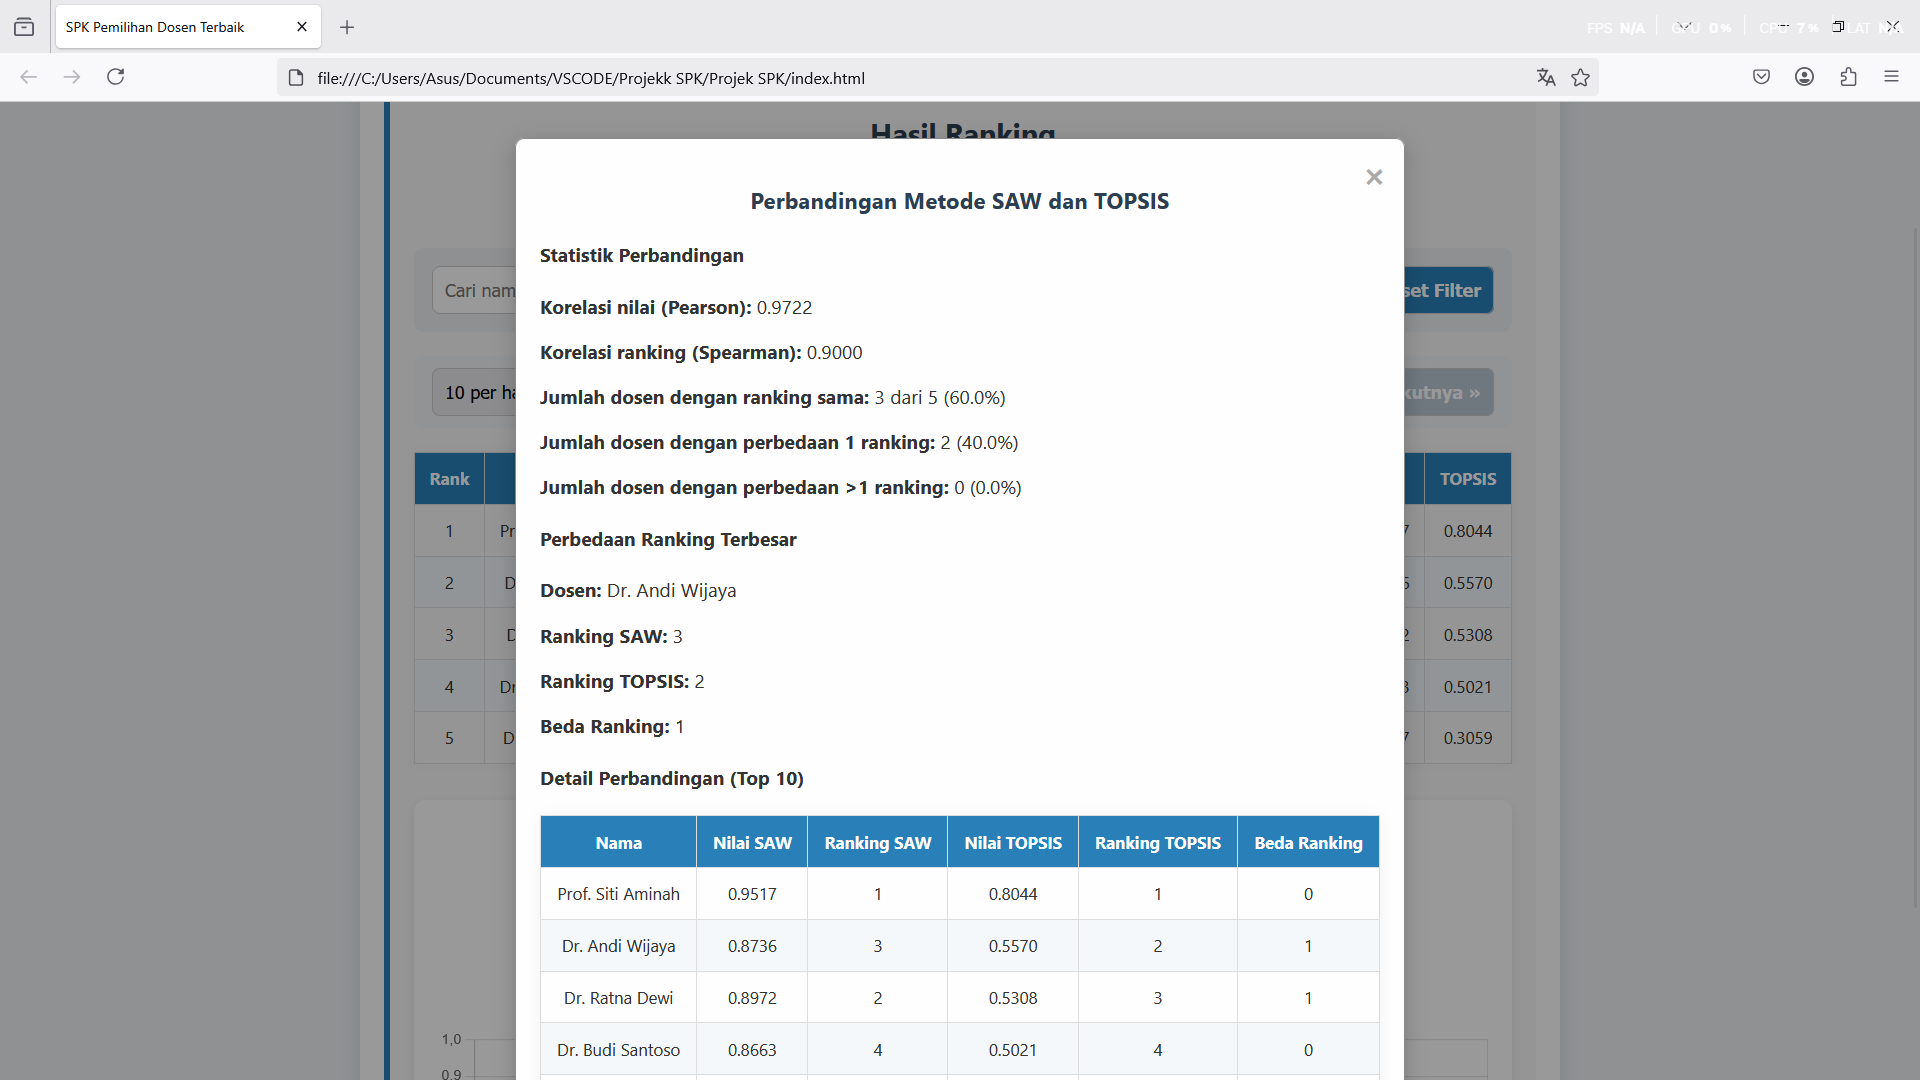 SPK Pemilihan Dosen Terbaik
FPS N/A GPU 0% CPU 7% LAT
file:///C:/Users/Asus/Documents/VSCODE/Projekk SPK/Projek SPK/index.html
Hasil Ranking
Perbandingan Metode SAW dan TOPSIS
Statistik Perbandingan
Cari nam
set Filter
Korelasi nilai (Pearson): 0.9722
Korelasi ranking (Spearman): 0.9000
10 per ha
kutnya »
Jumlah dosen dengan ranking sama: 3 dari 5 (60.0%)
Jumlah dosen dengan perbedaan 1 ranking: 2 (40.0%)
Rank
TOPSIS
Jumlah dosen dengan perbedaan >1 ranking: 0 (0.0%)
1 Pr 7 0.8044
Perbedaan Ranking Terbesar
2 D 0.5570
Dosen: Dr. Andi Wijaya
3 D 2 0.5308
Ranking SAW: 3
4 Dr 3 0.5021
Ranking TOPSIS: 2
5 D 7 0.3059
Beda Ranking: 1
Detail Perbandingan (Top 10)
Nama Nilai SAW Ranking SAW Nilai TOPSIS Ranking TOPSIS Beda Ranking
Prof. Siti Aminah 0.9517 1 0.8044 1 0
Dr. Andi Wijaya 0.8736 3 0.5570 2 1
Dr. Ratna Dewi 0.8972 2 0.5308 3 1
Dr. Budi Santoso 0.8663 4 0.5021 4 0
1,0
0,9